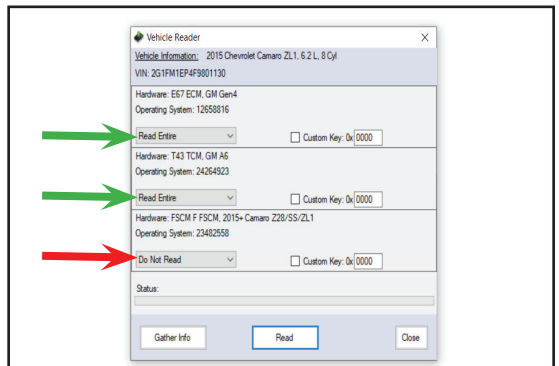 Vehicle Reader
Vehicle Information: 2015 Chevrolet Camaro ZL1, 6.2 L, 8 Cyl
VIN: 2G1FM1EP4F9801130
Hardware: E67 ECM, GM Gen4
Operating System: 12658816
Read Entire Custom Key: 0x 0000
Hardware: T43 TCM, GM A6
Operating System: 24264923
Read Entire Custom Key: 0x 0000
Hardware: FSCM F FSCM, 2015+ Camaro Z28/SS/ZL1
Operating System: 23482558
Do Not Read Custom Key: 0x 0000
Status:
Gather Info Read Close